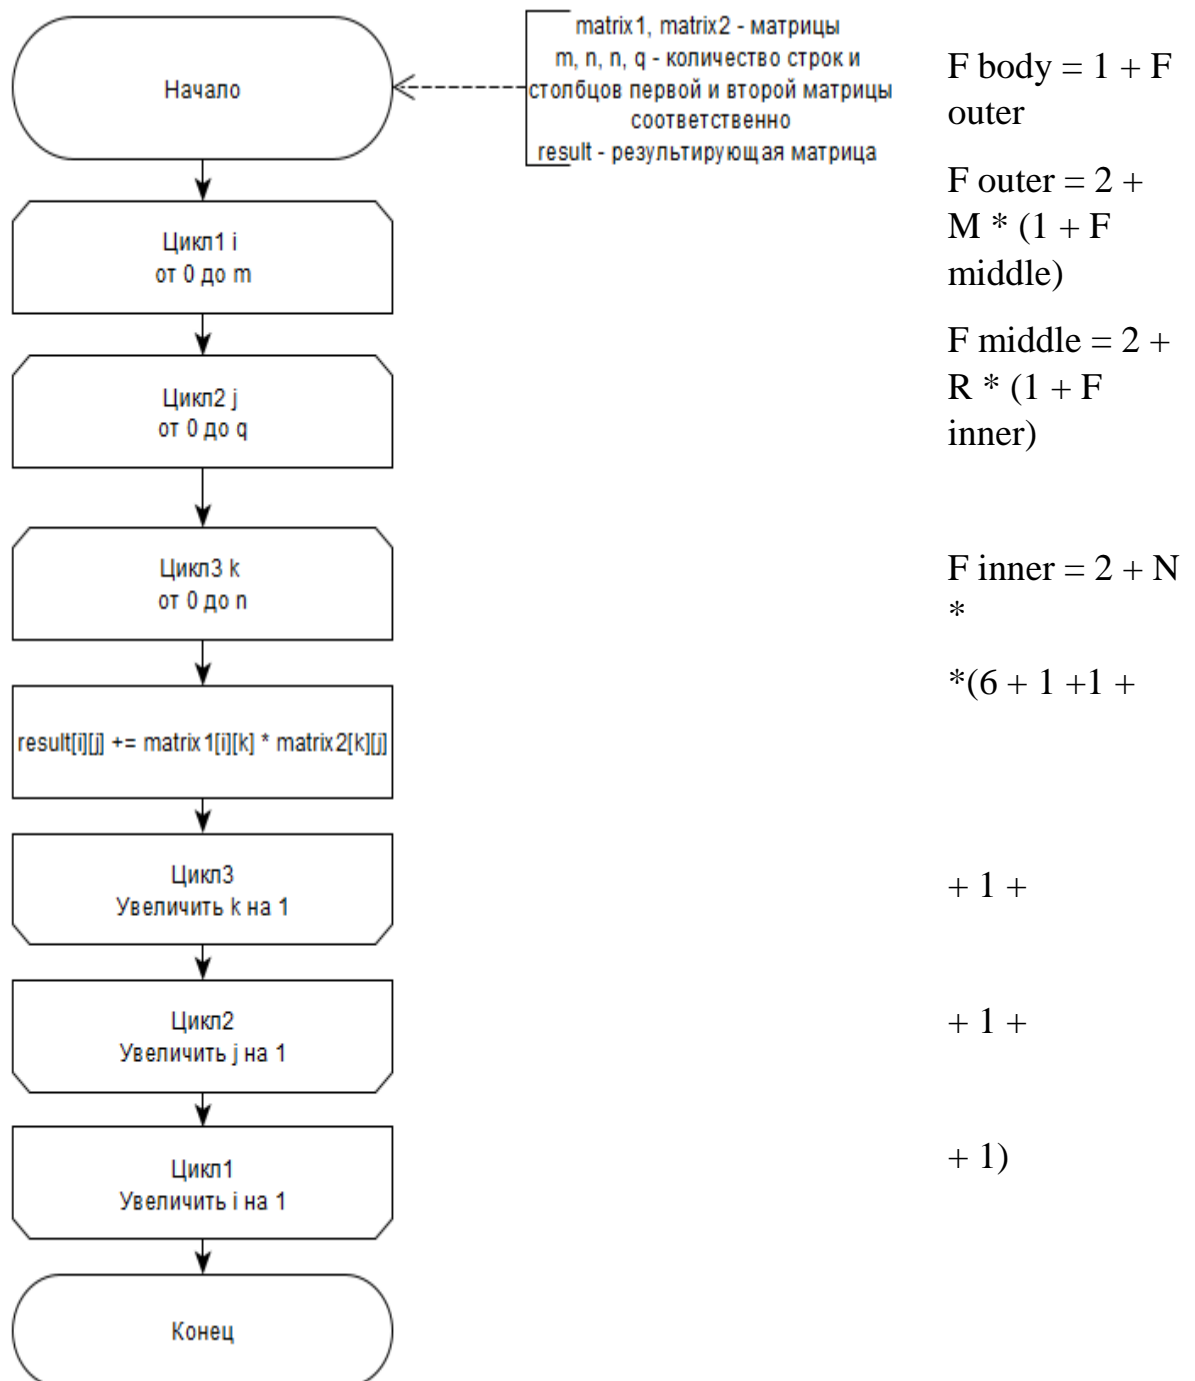 Начало
matrix1, matrix2 - матрицы
m, n, n, q - количество строк и
столбцов первой и второй матрицы
соответственно
result - результирующая матрица
F body = 1 + F
outer
Цикл1 i
от 0 до m
F outer = 2 +
M * (1 + F
middle)
Цикл2 j
от 0 до q
F middle = 2 +
R * (1 + F
inner)
Цикл3 k
от 0 до n
F inner = 2 + N
*
result[i][j] += matrix1[i][k] * matrix2[k][j]
*(6 + 1 +1 +
Цикл3
Увеличить k на 1
+ 1 +
Цикл2
Увеличить j на 1
+ 1 +
Цикл1
Увеличить i на 1
+ 1)
Конец